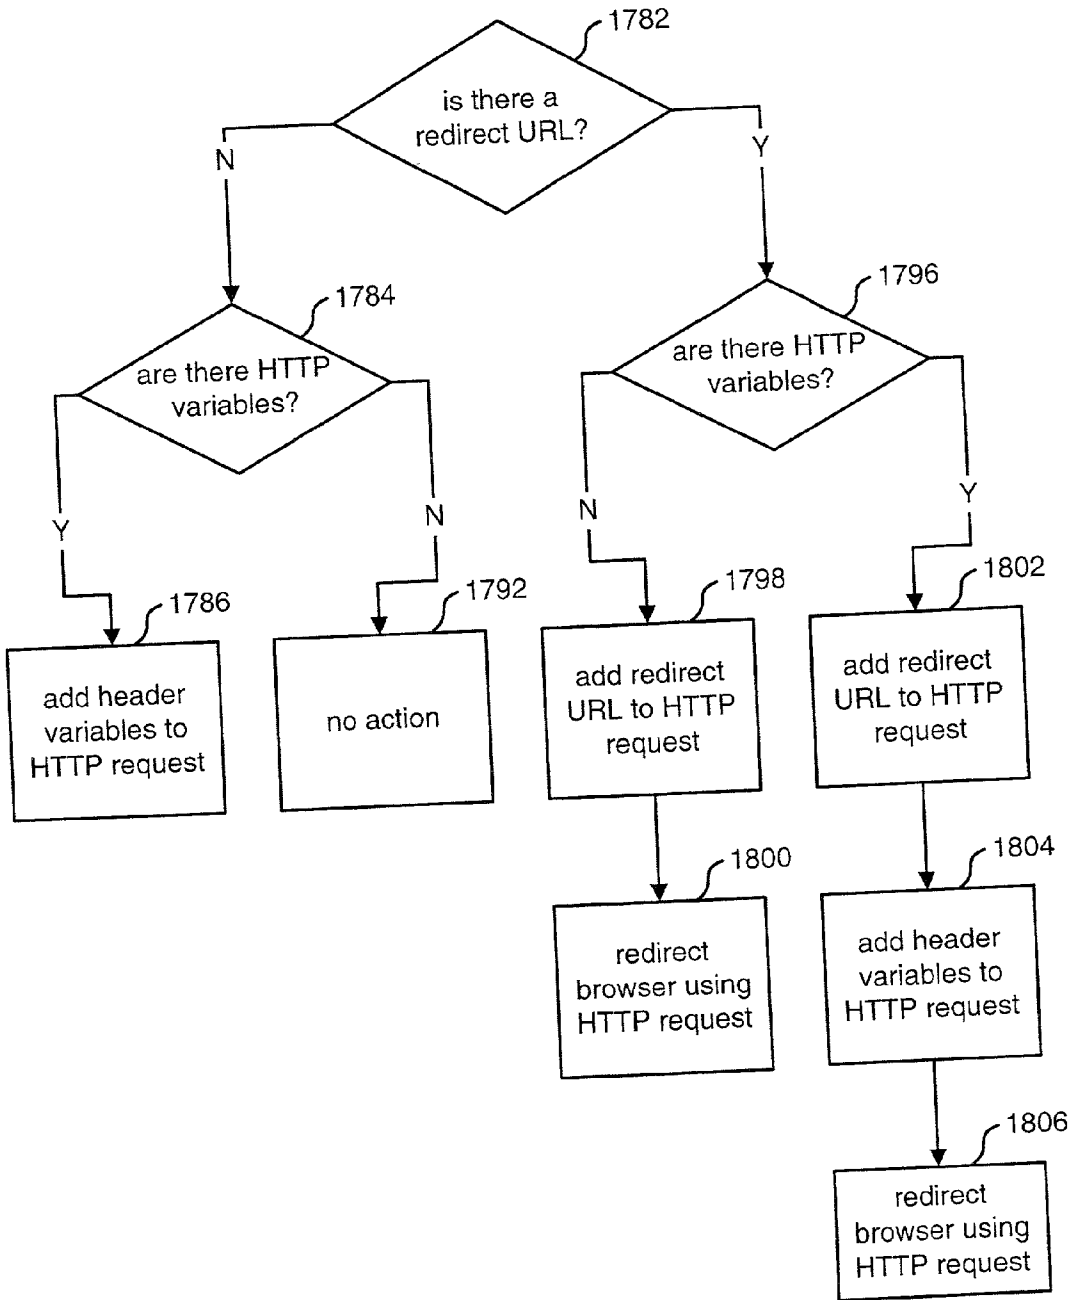 1782
is there a
redirect URL?
N
Y
1784
are there HTTP
variables?
1796
are there HTTP
variables?
Y
N
N
Y
1786
add header
variables to
HTTP request
1792
no action
1798
add redirect
URL to HTTP
request
1802
add redirect
URL to HTTP
request
1800
redirect
browser using
HTTP request
1804
add header
variables to
HTTP request
1806
redirect
browser using
HTTP request